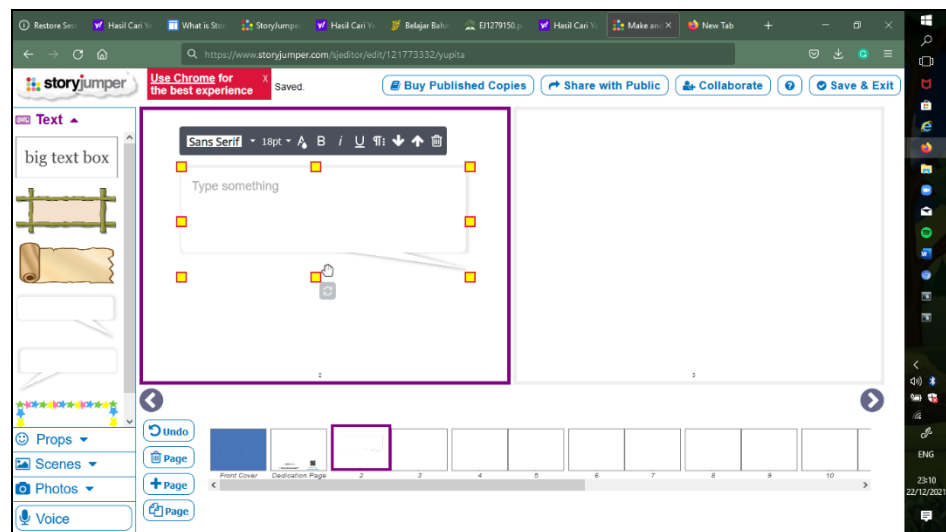 Restore Ses
Hasil Cari Ya
What is Stor
StoryJumpe
Hasil Cari Ya
Belajar Baha
EJ1279150.p
Hasil Cari Ya
Make and
New Tab
https://www.storyjumper.com/sjeditor/edit/121773332/yupita
storyjumper
Use Chrome for X
the best experience
Saved.
Buy Published Copies
Share with Public
Collaborate
?
Save & Exit
Text
big text box
Props
Scenes
Photos
Voice
Sans Serif 18pt A B i U
Type something
2
3
Undo
Page
Page
Page
Front Cover
Dedication Page
2
3
4
5
6
7
8
9
10
ENG
23:10
22/12/2021